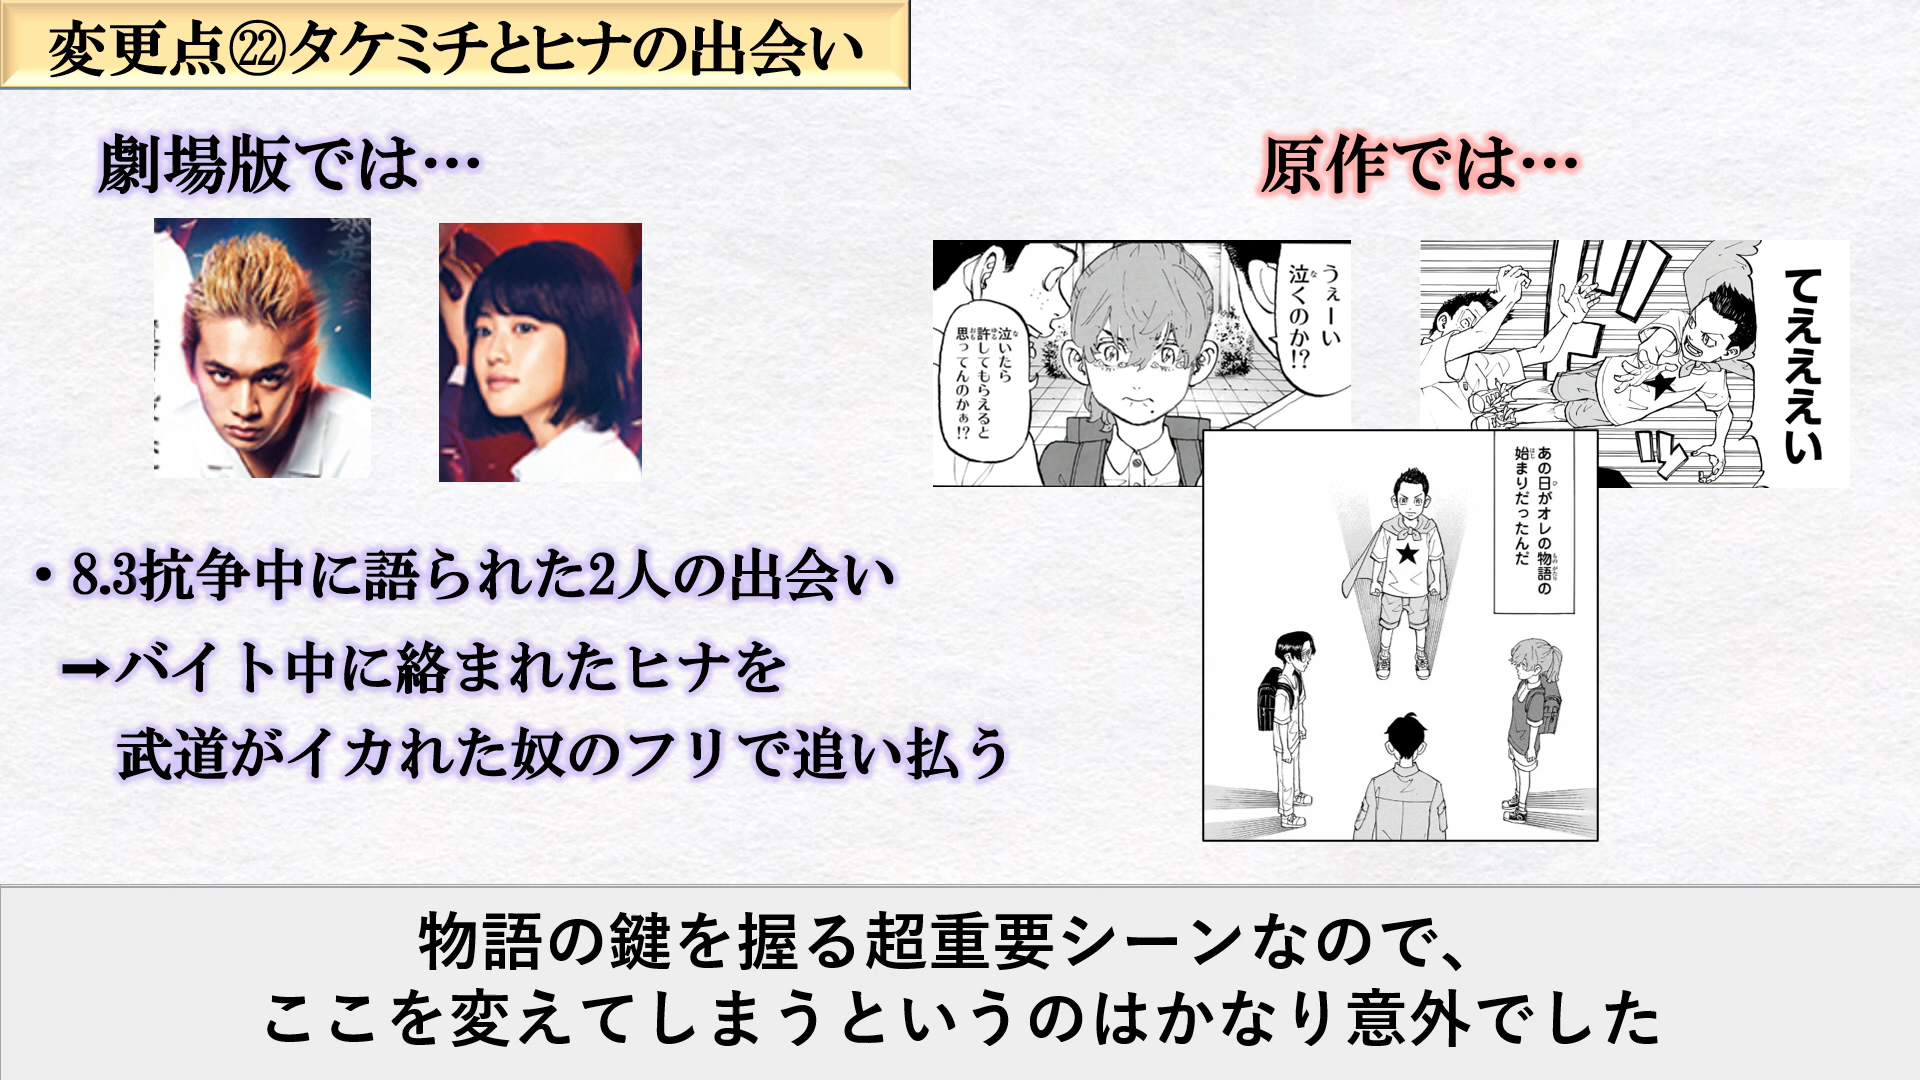 変更点㉒タケミチとヒナの出会い
劇場版では…
原作では…
うぇーい
泣くのか!?
泣いたら
許してもらえると
思ってんのかぁ!?
てえええい
あの日がオレの物語の
始まりだったんだ
・8.3抗争中に語られた2人の出会い
➡バイト中に絡まれたヒナを
武道がイカれた奴のフリで追い払う
物語の鍵を握る超重要シーンなので、
ここを変えてしまうというのはかなり意外でした